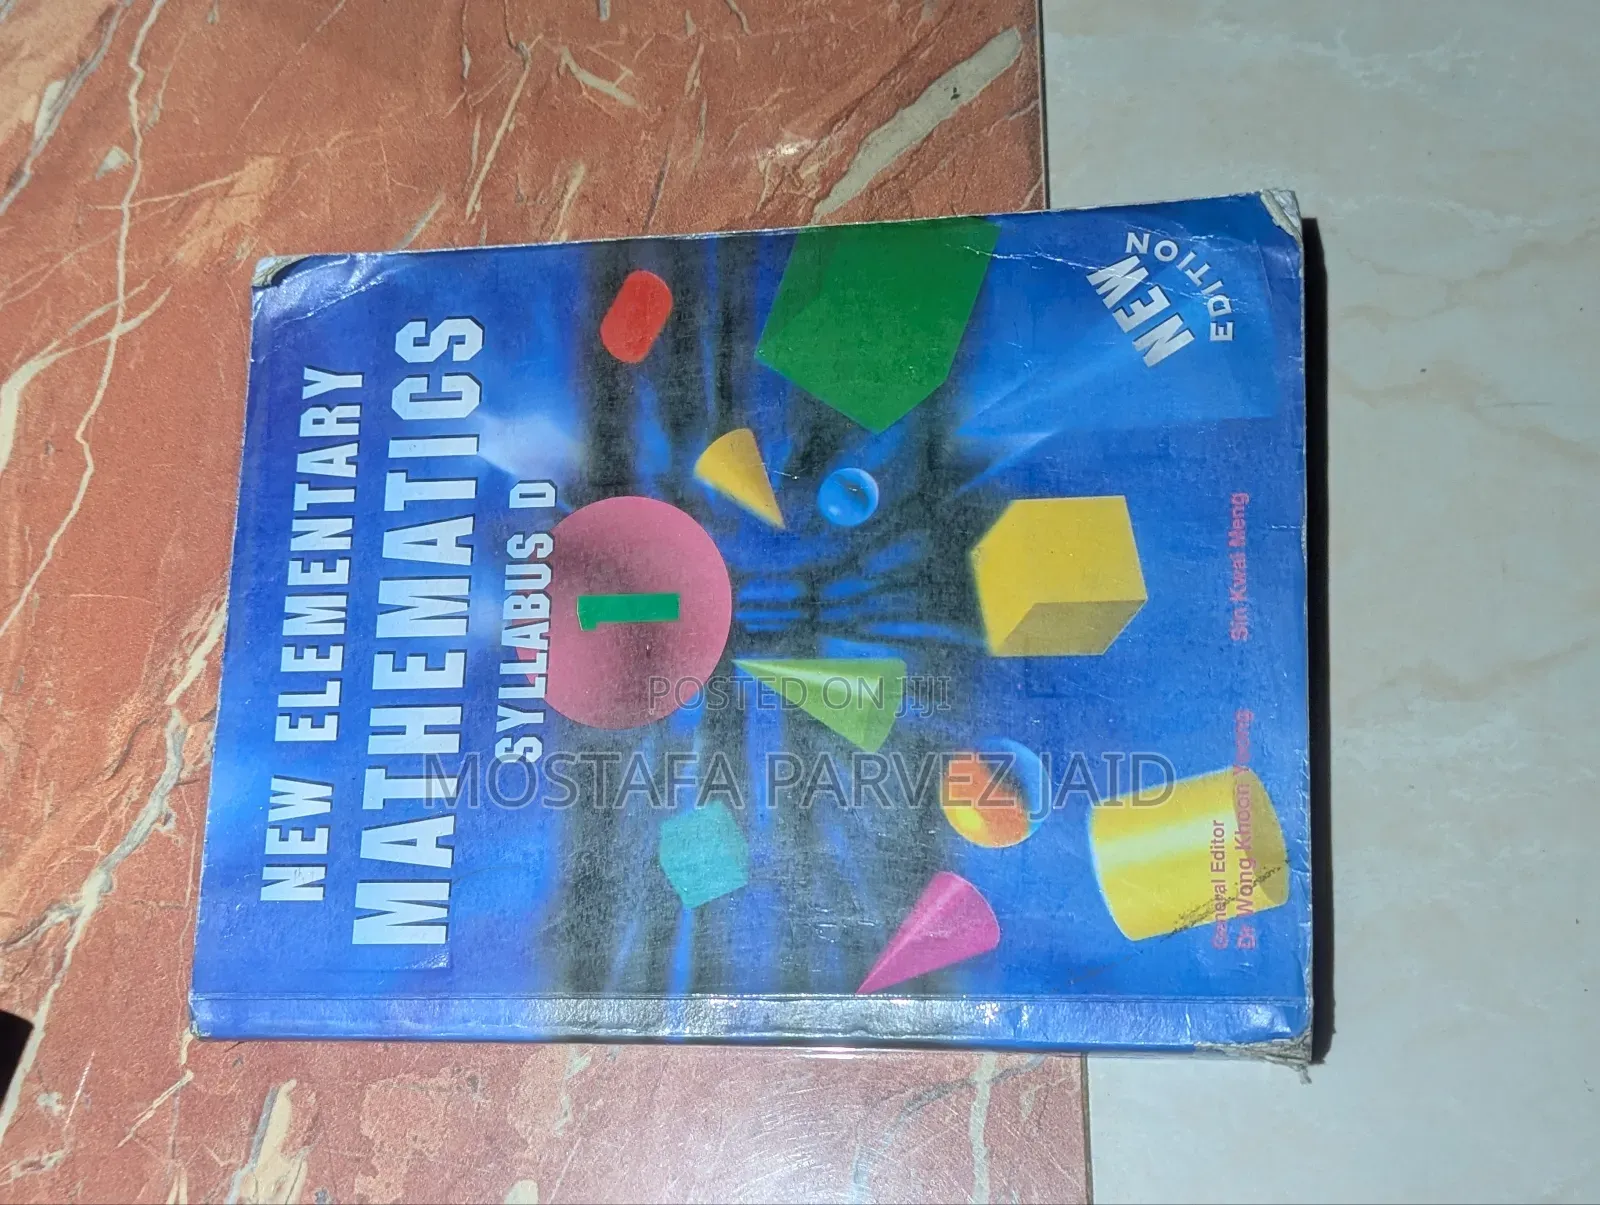 NEW ELEMENTARY
MATHEMATICS
SYLLABUS D
1
NEW
EDITION
General Editor
Dr Wong Khoon Yoong
Sin Kwai Meng
POSTED ON JIJI
MOSTAFA PARVEZ JAID